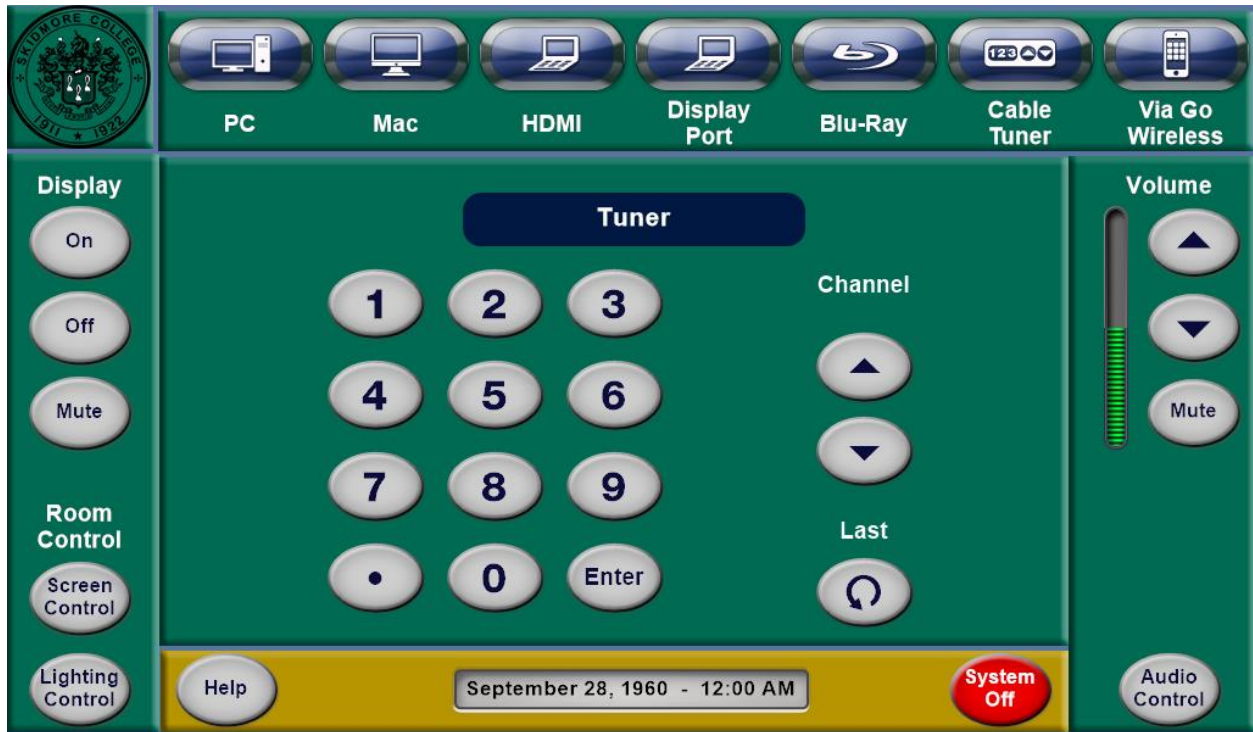 SKIDMORE COLLEGE
1911 1922
PC
Mac
HDMI
Display
Port
Blu-Ray
123
Cable
Tuner
Via Go
Wireless
Display
On
Off
Mute
Room
Control
Screen
Control
Lighting
Control
Tuner
1 2 3
4 5 6
7 8 9
• 0 Enter
Channel
Last
Volume
Mute
Audio
Control
Help
September 28, 1960 - 12:00 AM
System
Off